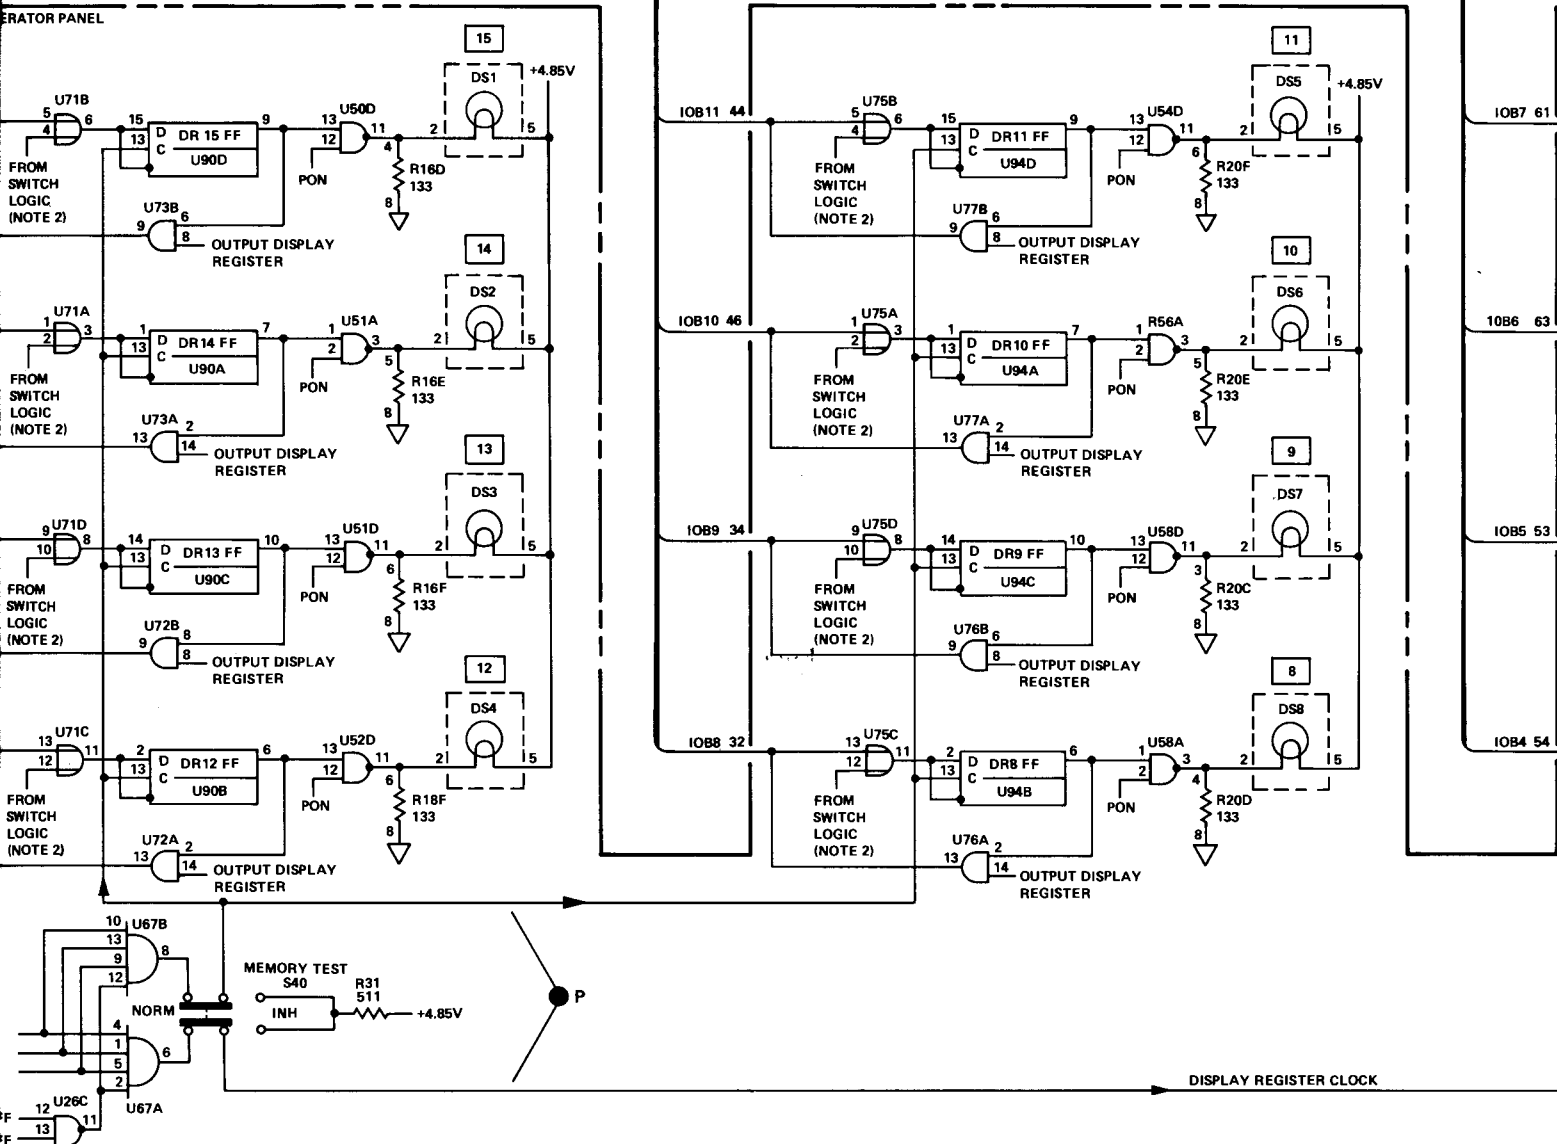 ERATOR PANEL
15
DS1
+4.85V
U71B
5
4
6
15
13
D
C
DR 15 FF
U90D
9
U50D
13
12
11
4
2
5
PON
R16D
133
8
FROM
SWITCH
LOGIC
(NOTE 2)
U73B
9
6
8
OUTPUT DISPLAY
REGISTER
14
DS2
U71A
1
2
3
1
13
D
C
DR14 FF
U90A
7
U51A
1
2
3
5
2
5
PON
R16E
133
8
FROM
SWITCH
LOGIC
(NOTE 2)
U73A
13
2
14
OUTPUT DISPLAY
REGISTER
13
DS3
U71D
9
10
8
14
13
D
C
DR13 FF
U90C
10
U51D
13
12
11
6
2
5
PON
R16F
133
8
FROM
SWITCH
LOGIC
(NOTE 2)
U72B
9
8
8
OUTPUT DISPLAY
REGISTER
12
DS4
U71C
13
12
11
2
13
D
C
DR12 FF
U90B
6
U52D
13
12
11
6
2
5
PON
R18F
133
8
FROM
SWITCH
LOGIC
(NOTE 2)
U72A
13
2
14
OUTPUT DISPLAY
REGISTER
11
DS5
+4.85V
IOB11 44
U75B
5
4
6
15
13
D
C
DR11 FF
U94D
9
U54D
13
12
11
6
2
5
PON
R20F
133
8
FROM
SWITCH
LOGIC
(NOTE 2)
U77B
9
6
8
OUTPUT DISPLAY
REGISTER
10
DS6
IOB10 46
U75A
1
2
3
1
13
D
C
DR10 FF
U94A
7
R56A
1
2
3
5
2
5
PON
R20E
133
8
FROM
SWITCH
LOGIC
(NOTE 2)
U77A
13
2
14
OUTPUT DISPLAY
REGISTER
9
DS7
IOB9 34
U75D
9
10
8
14
13
D
C
DR9 FF
U94C
10
U58D
13
12
11
3
2
5
PON
R20C
133
8
FROM
SWITCH
LOGIC
(NOTE 2)
U76B
9
6
8
OUTPUT DISPLAY
REGISTER
8
DS8
IOB8 32
U75C
13
12
11
2
13
D
C
DR8 FF
U94B
6
U58A
1
2
3
4
2
5
PON
R20D
133
8
FROM
SWITCH
LOGIC
(NOTE 2)
U76A
13
2
14
OUTPUT DISPLAY
REGISTER
IOB7 61
10B6 63
IOB5 53
IOB4 54
10
13
9
12
U67B
8
MEMORY TEST
S40
R31
511
NORM
INH
+4.85V
P
4
1
5
2
6
U67A
DISPLAY REGISTER CLOCK
U26C
F
12
F
13
11